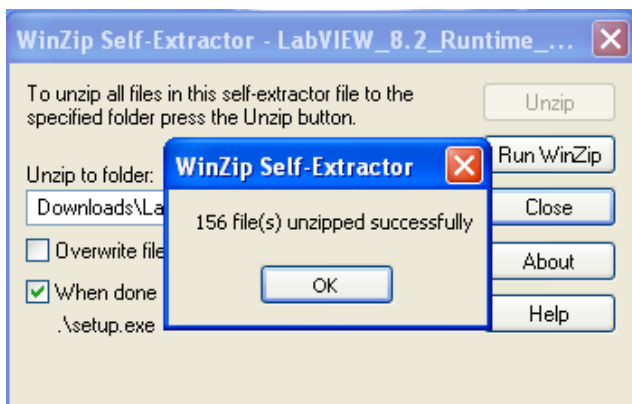 WinZip Self-Extractor - LabVIEW_8.2_Runtime_...
To unzip all files in this self-extractor file to the
specified folder press the Unzip button.
Unzip
Run WinZip
Unzip to folder:
Downloads\La
Close
Overwrite file
About
When done
.\setup.exe
Help
WinZip Self-Extractor
156 file(s) unzipped successfully
OK